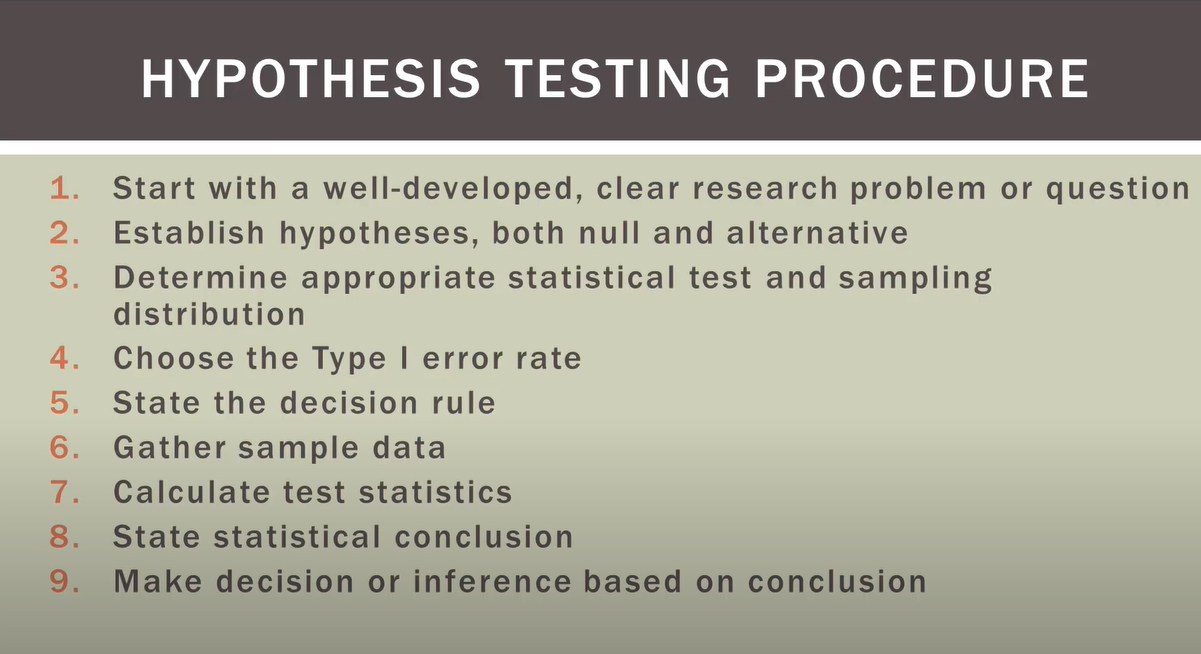 HYPOTHESIS TESTING PROCEDURE
1. Start with a well-developed, clear research problem or question
2. Establish hypotheses, both null and alternative
3. Determine appropriate statistical test and sampling
distribution
4. Choose the Type I error rate
5. State the decision rule
6. Gather sample data
7. Calculate test statistics
8. State statistical conclusion
9. Make decision or inference based on conclusion